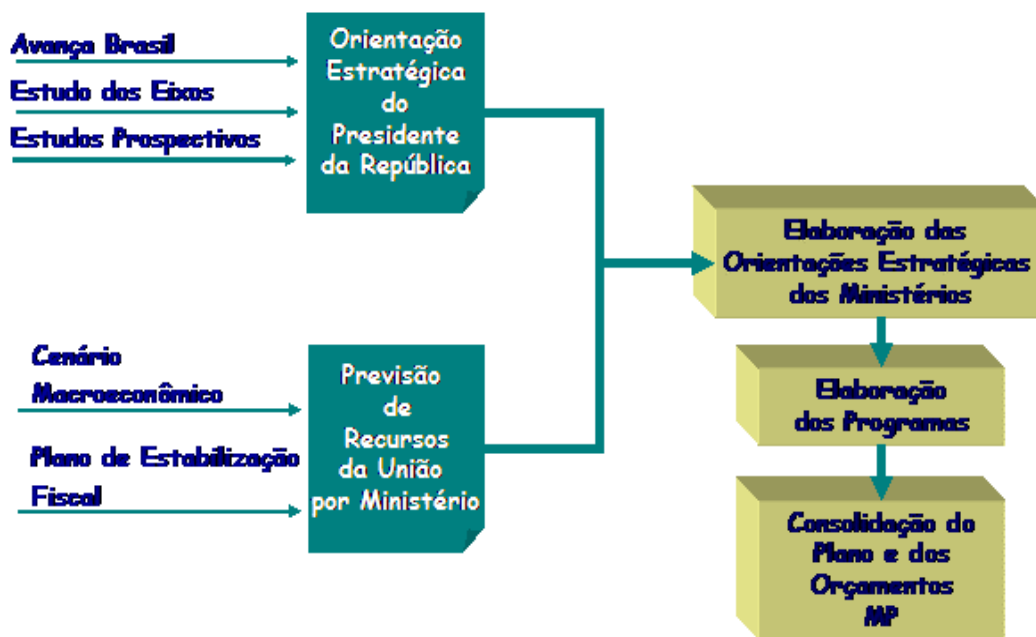 Avança Brasil
Estudo dos Eixos
Estudos Prospectivos
Orientação
Estratégica
do
Presidente
da República
Cenário
Macroeconômico
Plano de Estabilização
Fiscal
Previsão
de
Recursos
da União
por Ministério
Elaboração das
Orientações Estratégicas
dos Ministérios
Elaboração
dos Programas
Consolidação do
Plano e dos
Orçamentos
MP